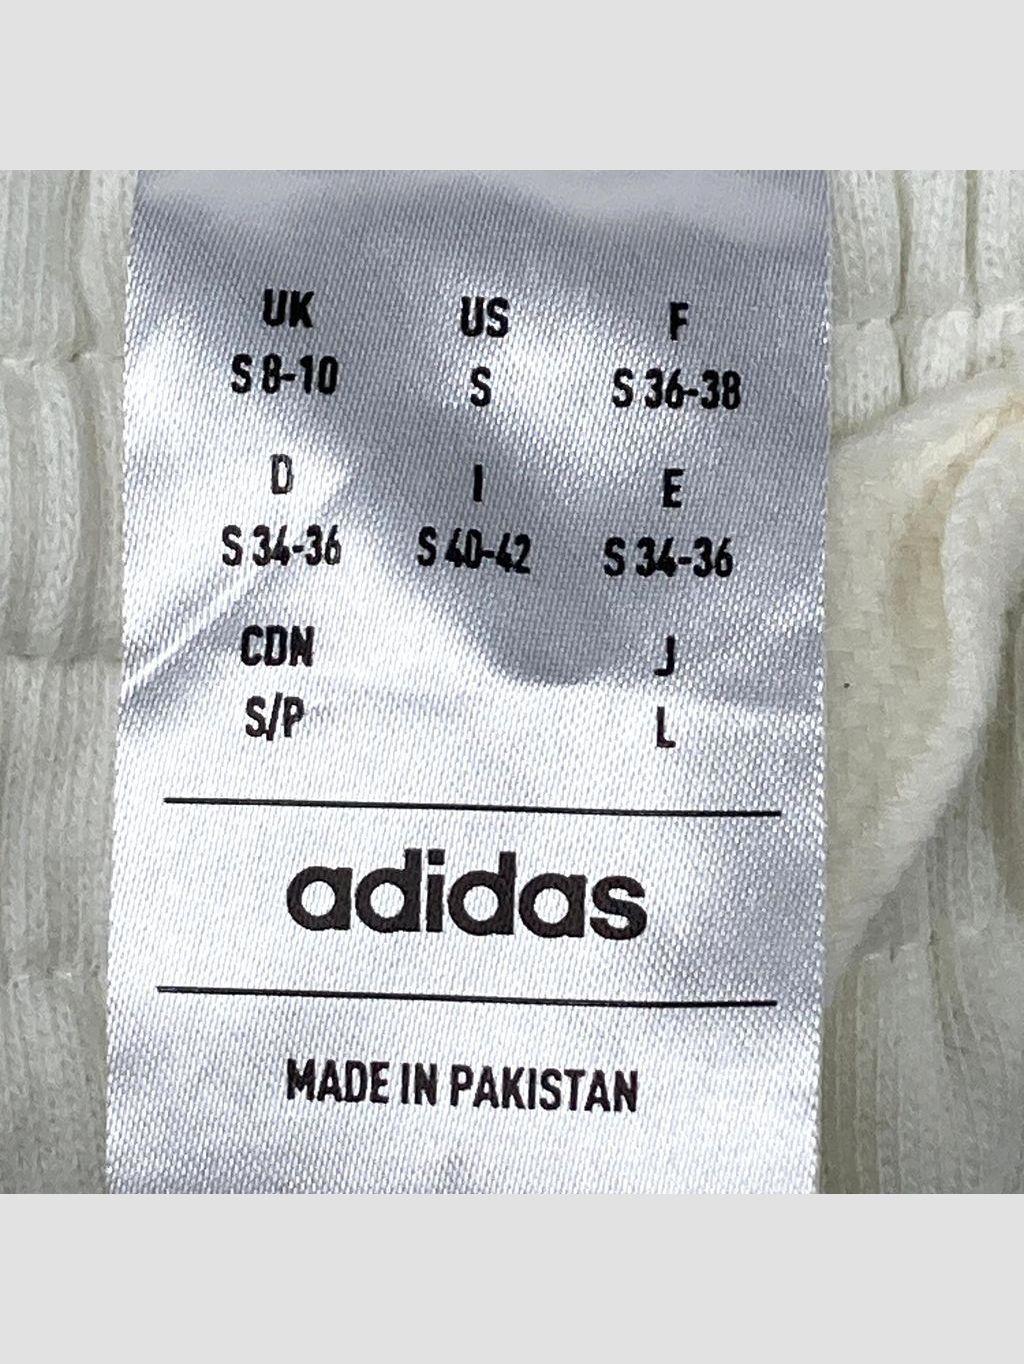 UK US F
S 8-10 S S 36-38
D I E
S 34-36 S 40-42 S 34-36
CDN J
S/P L
adidas
MADE IN PAKISTAN